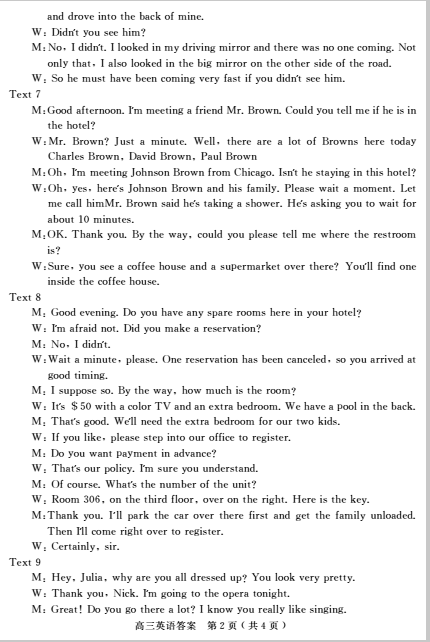 and drove into the back of mine.
W: Didn't you see him?
M: No, I didn't. I looked in my driving mirror and there was no one coming. Not
only that, I also looked in the big mirror on the other side of the road.
W: So he must have been coming very fast if you didn't see him.
Text 7
M: Good afternoon. I'm meeting a friend Mr. Brown. Could you tell me if he is in
the hotel?
W: Mr. Brown? Just a minute. Well, there are a lot of Browns here today
Charles Brown, David Brown, Paul Brown
M: Oh, I'm meeting Johnson Brown from Chicago. Isn't he staying in this hotel?
W: Oh, yes, here's Johnson Brown and his family. Please wait a moment. Let
me call himMr. Brown said he's taking a shower. He's asking you to wait for
about 10 minutes.
M: OK. Thank you. By the way, could you please tell me where the restroom
is?
W: Sure, you see a coffee house and a supermarket over there? You'll find one
inside the coffee house.
Text 8
M: Good evening. Do you have any spare rooms here in your hotel?
W: I'm afraid not. Did you make a reservation?
M: No, I didn't.
W: Wait a minute, please. One reservation has been canceled, so you arrived at
good timing.
M: I suppose so. By the way, how much is the room?
W: It's $50 with a color TV and an extra bedroom. We have a pool in the back.
M: That's good. We'll need the extra bedroom for our two kids.
W: If you like, please step into our office to register.
M: Do you want payment in advance?
W: That's our policy. I'm sure you understand.
M: Of course. What's the number of the unit?
W: Room 306, on the third floor, over on the right. Here is the key.
M: Thank you. I'll park the car over there first and get the family unloaded.
Then I'll come right over to register.
W: Certainly, sir.
Text 9
M: Hey, Julia, why are you all dressed up? You look very pretty.
W: Thank you, Nick. I'm going to the opera tonight.
M: Great! Do you go there a lot? I know you really like singing.
高三英语答案 第2页(共4页)